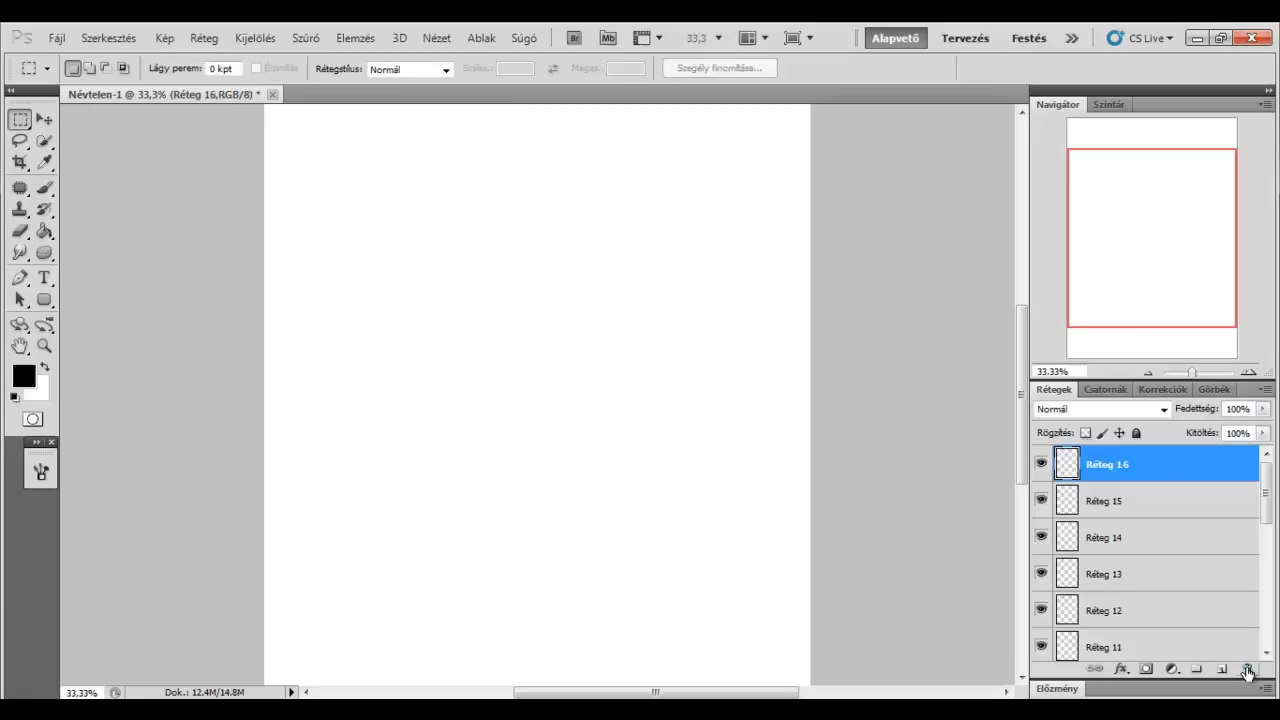 Ps Fájl Szerkesztés Kép Réteg Kijelölés Szűrő Elemzés 3D Nézet Ablak Súgó Br Mb 33,3 Alapvető Tervezés Festés CS Live
Lágy perem: 0 kpt Élsimítás Rétegstílus: Normál Széles.: Magas.: Szegély finomítása...
Névtelen-1 @ 33,3% (Réteg 16,RGB/8) *
Navigátor Színtár
33.33%
Rétegek Csatornák Korrekciók Görbék
Normál Fedettség: 100%
Rögzítés: Kitöltés: 100%
Réteg 16
Réteg 15
Réteg 14
Réteg 13
Réteg 12
Réteg 11
fx
33,33% Dok.: 12.4M/14.8M
Előzmény